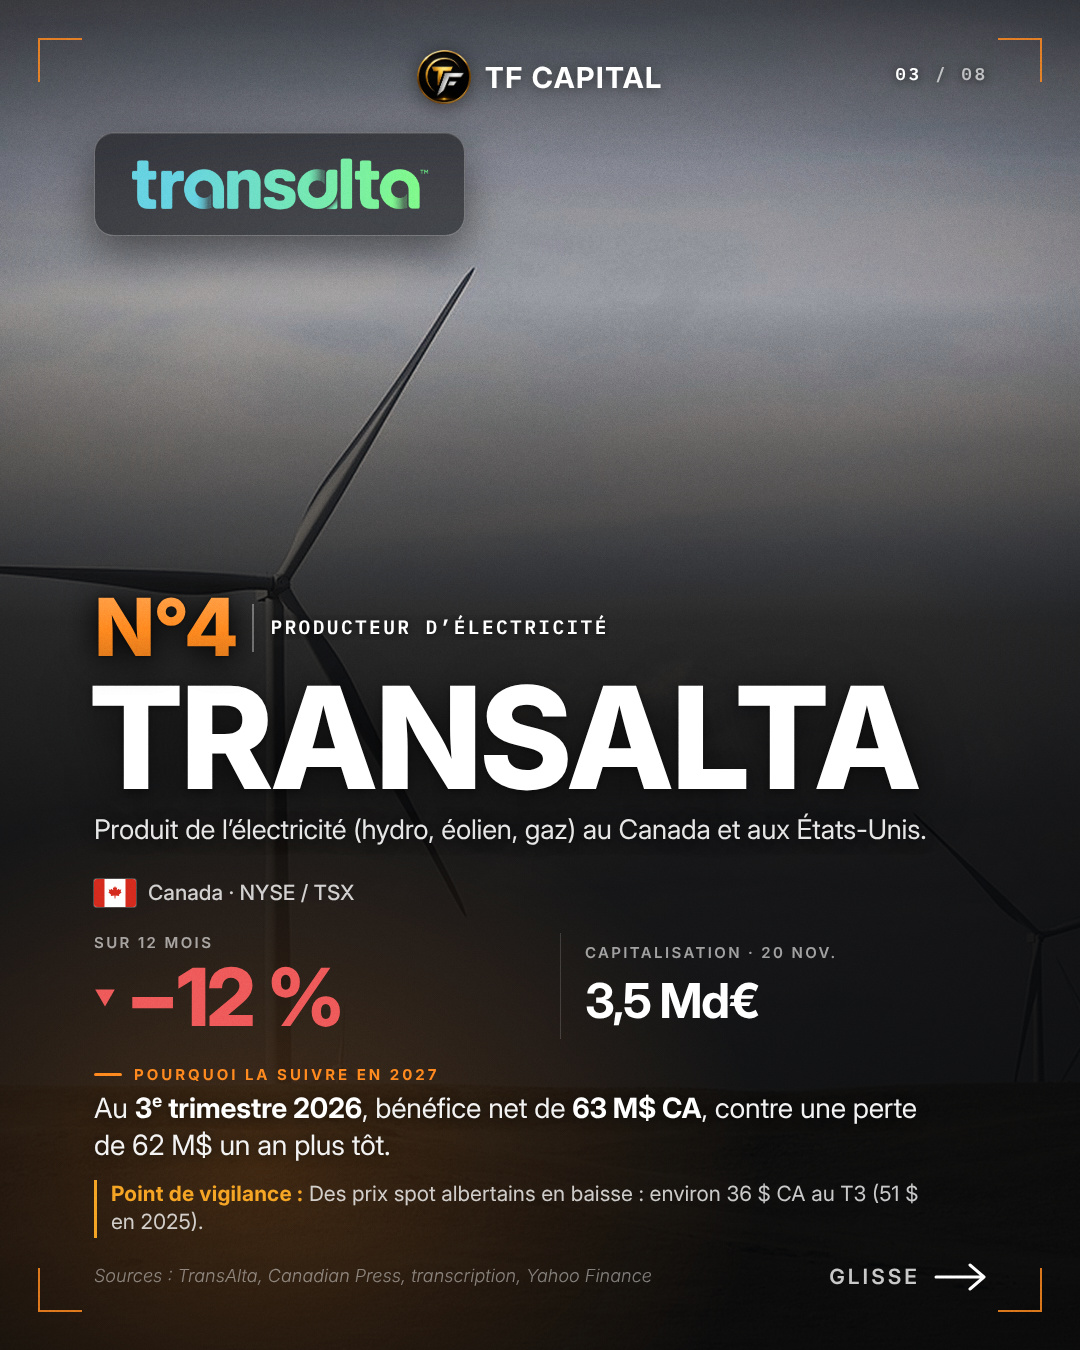 TF CAPITAL
03 / 08
transalta™
N°4
PRODUCTEUR D’ÉLECTRICITÉ
TRANSALTA
Produit de l’électricité (hydro, éolien, gaz) au Canada et aux États-Unis.
Canada · NYSE / TSX
SUR 12 MOIS
▼ –12 %
CAPITALISATION · 20 NOV.
3,5 Md€
POURQUOI LA SUIVRE EN 2027
Au 3e trimestre 2026, bénéfice net de 63 M$ CA, contre une perte
de 62 M$ un an plus tôt.
Point de vigilance : Des prix spot albertains en baisse : environ 36 $ CA au T3 (51 $
en 2025).
Sources : TransAlta, Canadian Press, transcription, Yahoo Finance
GLISSE →